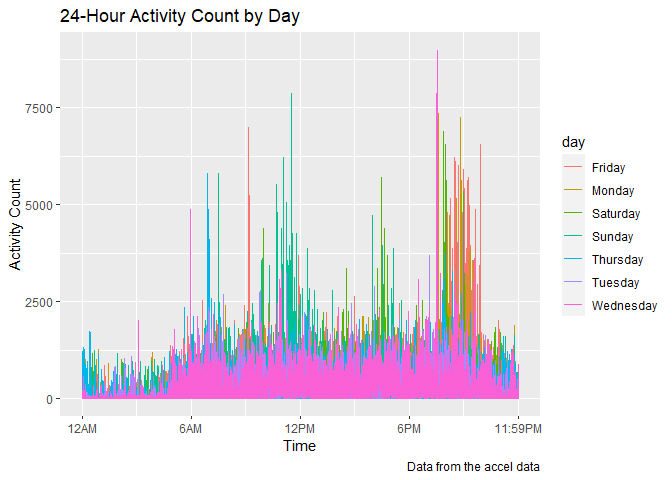 24-Hour Activity Count by Day
Activity Count
7500
5000
2500
0
12AM
6AM
12PM
6PM
11:59PM
Time
day
Friday
Monday
Saturday
Sunday
Thursday
Tuesday
Wednesday
Data from the accel data